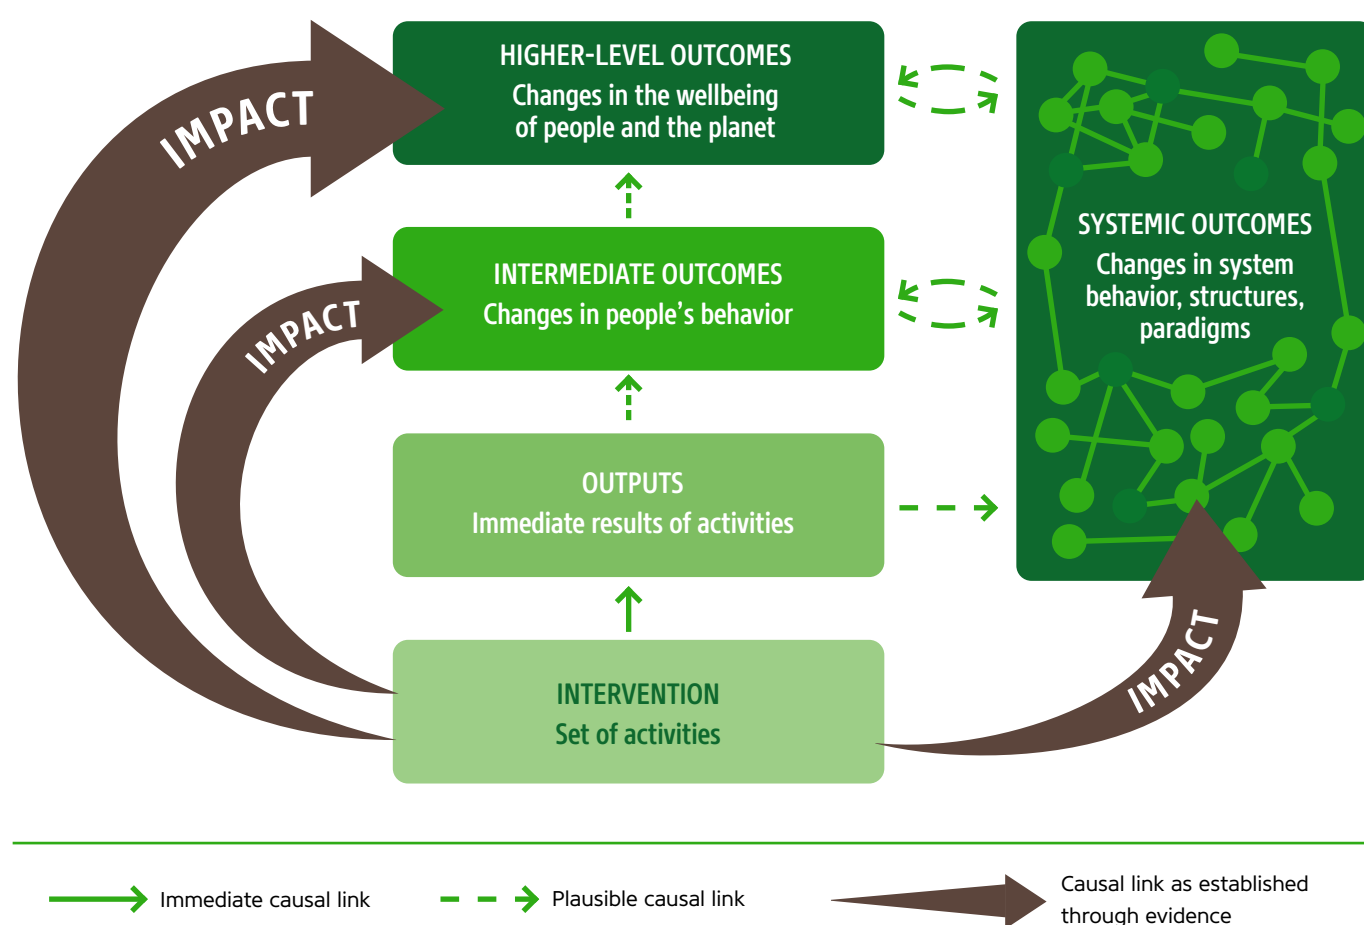 HIGHER-LEVEL OUTCOMES
Changes in the wellbeing
of people and the planet
IMPACT
INTERMEDIATE OUTCOMES
Changes in people's behavior
IMPACT
SYSTEMIC OUTCOMES
Changes in system
behavior, structures,
paradigms
OUTPUTS
Immediate results of activities
INTERVENTION
Set of activities
IMPACT
Immediate causal link
Plausible causal link
Causal link as established
through evidence